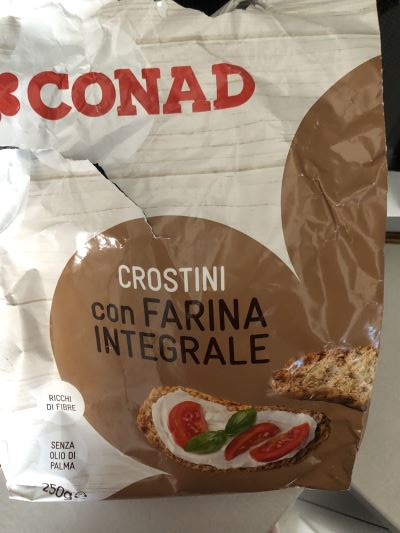 CONAD
CROSTINI
con FARINA
INTEGRALE
RICCHI
DI FIBRE
SENZA
OLIO DI
PALMA
250g e